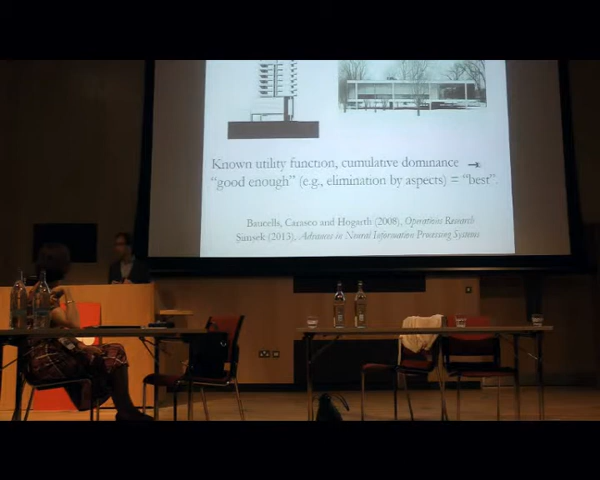 Known utility function, cumulative dominance →
"good enough" (e.g., elimination by aspects) = "best".
Baucells, Carasco and Hogarth (2008), Operations Research
Şimşek (2013), Advances in Neural Information Processing Systems